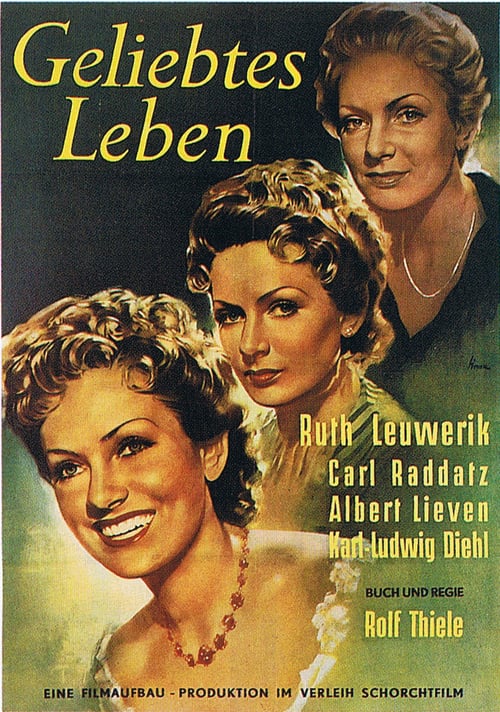 Geliebtes
Leben
Ruth Leuwerik
Carl Raddatz
Albert Lieven
Karl-Ludwig Diehl
BUCH UND REGIE
Rolf Thiele
EINE FILMAUFBAU - PRODUKTION IM VERLEIH SCHORCHTFILM